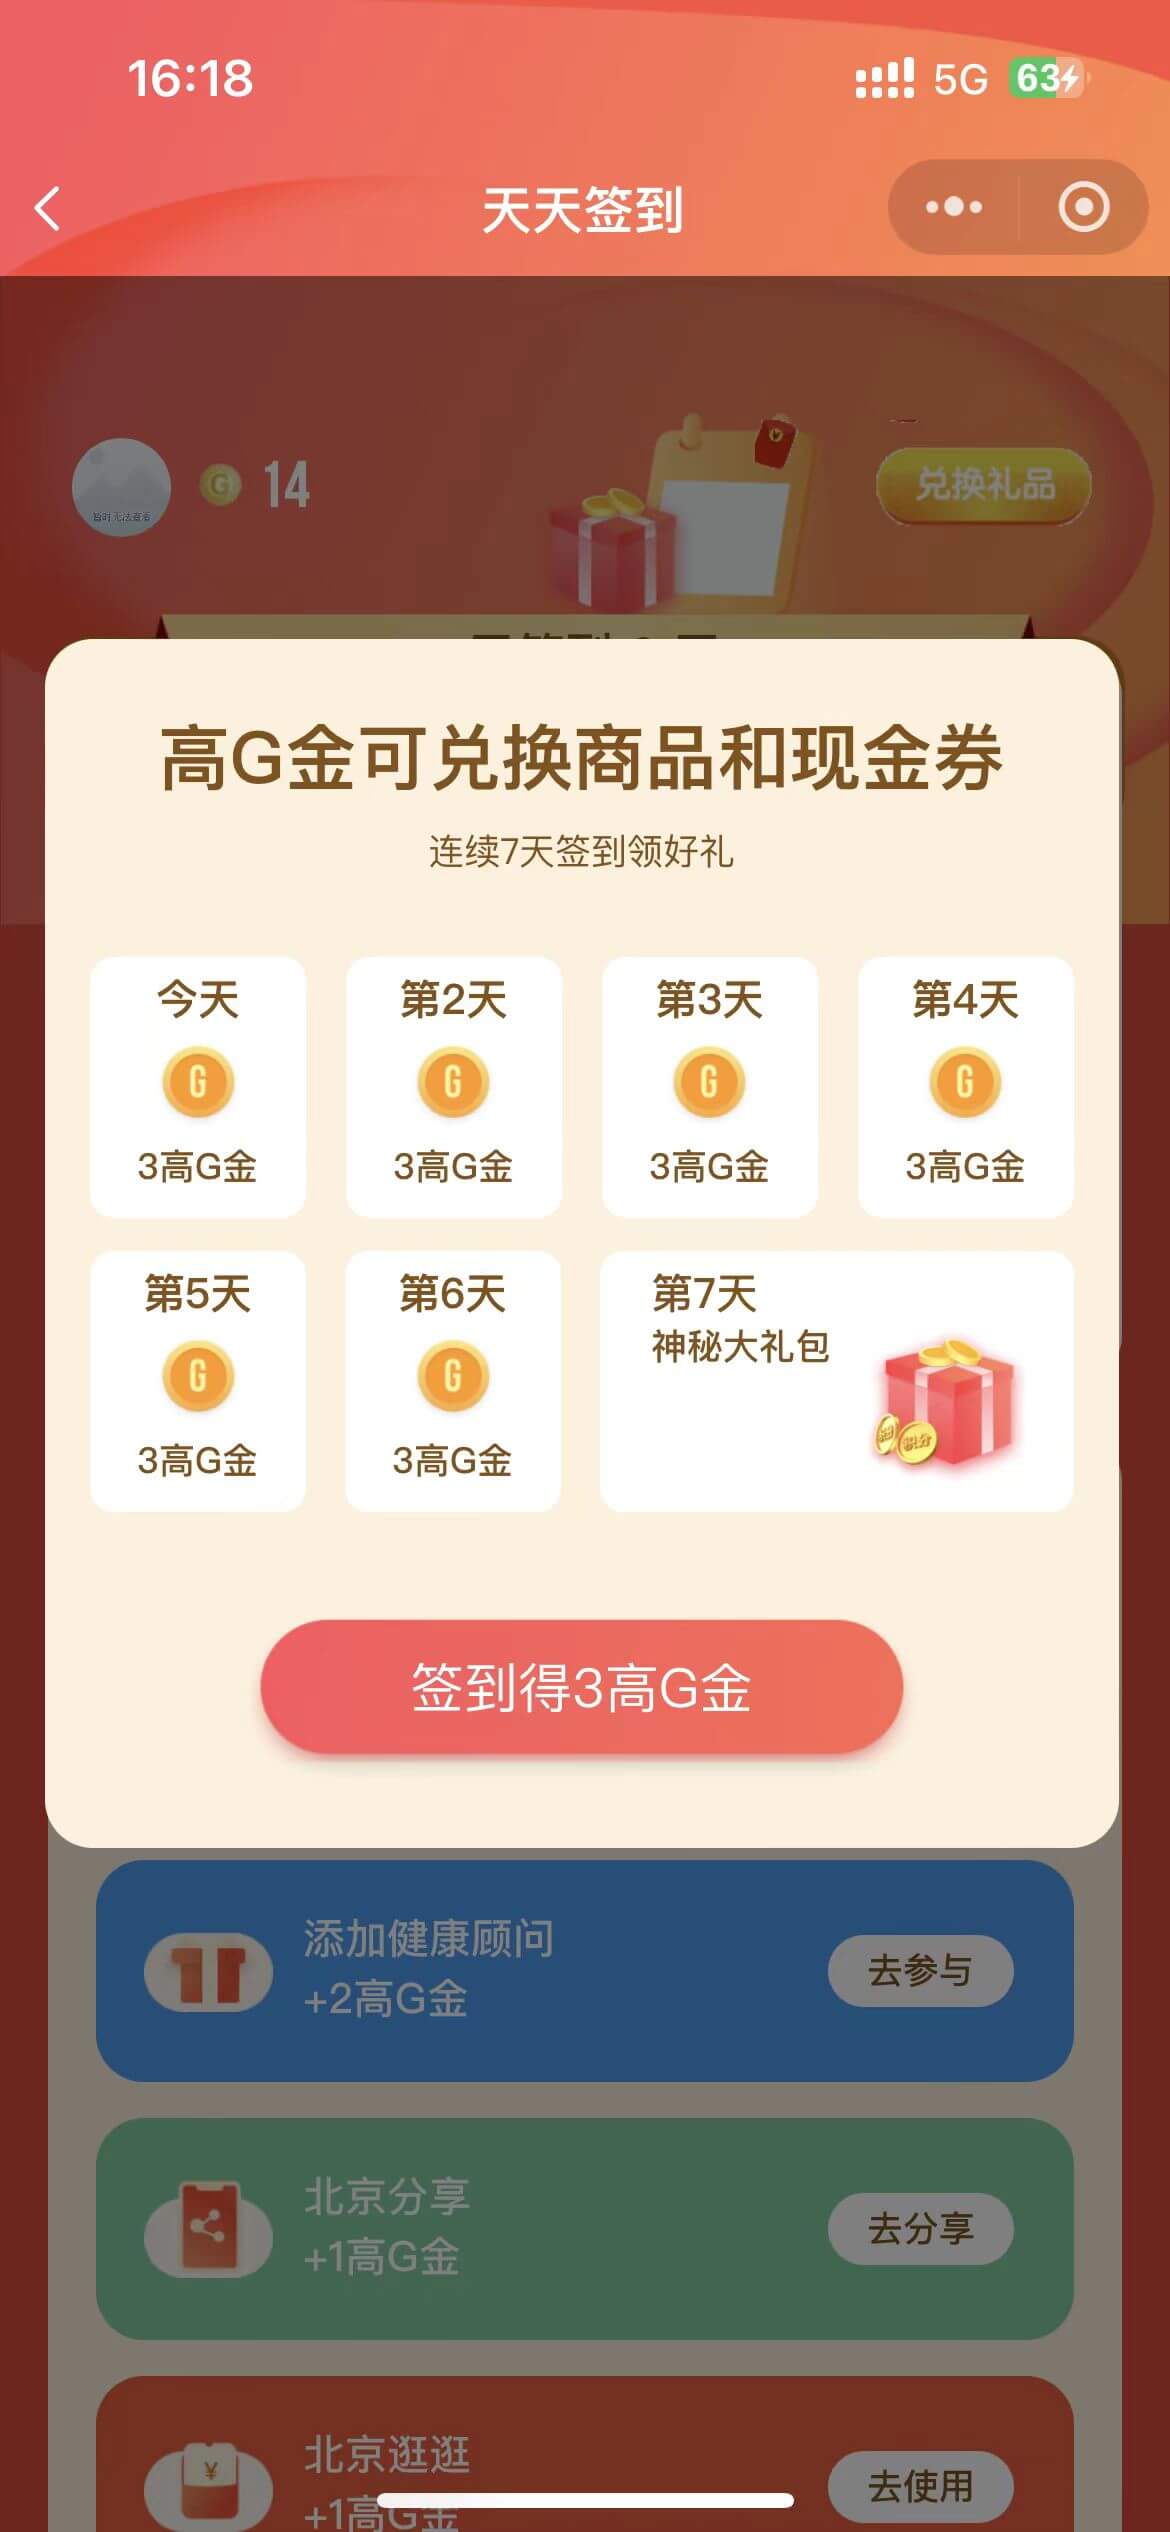 16:18
5G
63
天天签到
暂时无法查看
G 14
兑换礼品
高G金可兑换商品和现金券
连续7天签到领好礼
今天
第2天
第3天
第4天
G
G
G
G
3高G金
3高G金
3高G金
3高G金
第5天
第6天
第7天
神秘大礼包
G
G
积分
3高G金
3高G金
签到得3高G金
添加健康顾问
+2高G金
去参与
北京分享
+1高G金
去分享
北京逛逛
¥
+1高G金
去使用